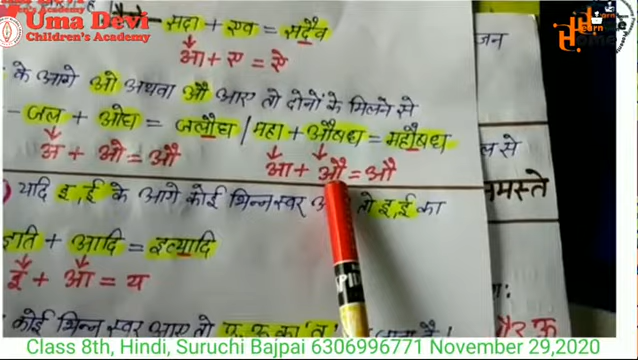 Uma Devi
Children's Academy
सदा + एव = सदैव
आ + ए = ऐ
के आगे ओ अथवा औ आए तो दोनों के मिलने से
जल + ओघ = जलौघ / महा + औषध = महौषध
अ + ओ = औ आ + औ = औ
यदि इ, ई के आगे कोई भिन्न स्वर तो इ, ई का
इति + आदि = इत्यादि
इ + आ = य
कोई भिन्न स्वर आए तो
जन
ल से
नमस्ते
Class 8th, Hindi, Suruchi Bajpai 6306996771 November 29,2020